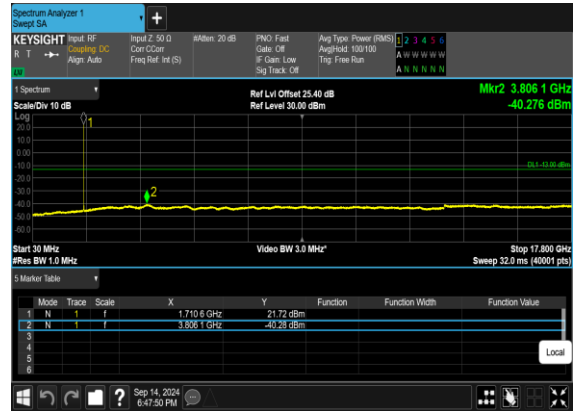 Spectrum Analyzer 1
Swept SA
+
KEYSIGHT Input: RF Input Z: 50 Ω #Atten: 20 dB PNO: Fast Avg Type: Power (RMS) 1 2 3 4 5 6
R T Coupling: DC Corr CCorr Gate: Off Avg|Hold: 100/100 A W W W W W
Align: Auto Freq Ref: Int (S) IF Gain: Low Trig: Free Run
LW Sig Track: Off A N N N N N
1 Spectrum Ref Lvl Offset 25.40 dB Mkr2 3.806 1 GHz
Scale/Div 10 dB Ref Level 30.00 dBm -40.276 dBm
Log
20.0 1
10.0
0.00
-10.0 DL1 -13.00 dBm
-20.0
-30.0 2
-40.0
-50.0
-60.0
Start 30 MHz Video BW 3.0 MHz* Stop 17.800 GHz
#Res BW 1.0 MHz Sweep 32.0 ms (40001 pts)
5 Marker Table
Mode Trace Scale X Y Function Function Width Function Value
1 N 1 f 1.710 6 GHz 21.72 dBm
2 N 1 f 3.806 1 GHz -40.28 dBm
3
4
5
6
Local
? Sep 14, 2024
6:47:50 PM